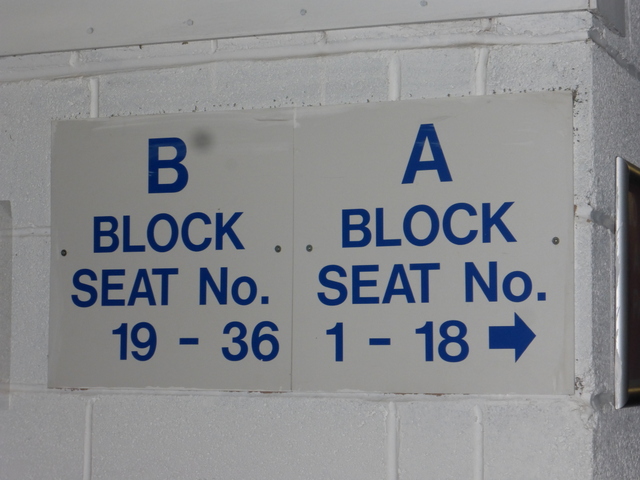 B
BLOCK
SEAT No.
19 - 36
A
BLOCK
SEAT No.
1 - 18